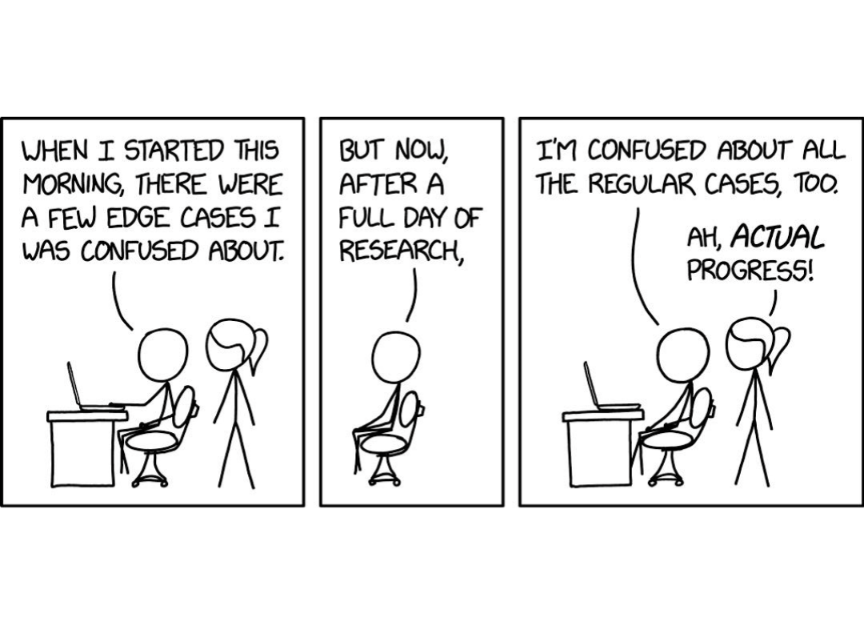 WHEN I STARTED THIS
MORNING, THERE WERE
A FEW EDGE CASES I
WAS CONFUSED ABOUT.
BUT NOW,
AFTER A
FULL DAY OF
RESEARCH,
I'M CONFUSED ABOUT ALL
THE REGULAR CASES, TOO.
AH, ACTUAL
PROGRESS!